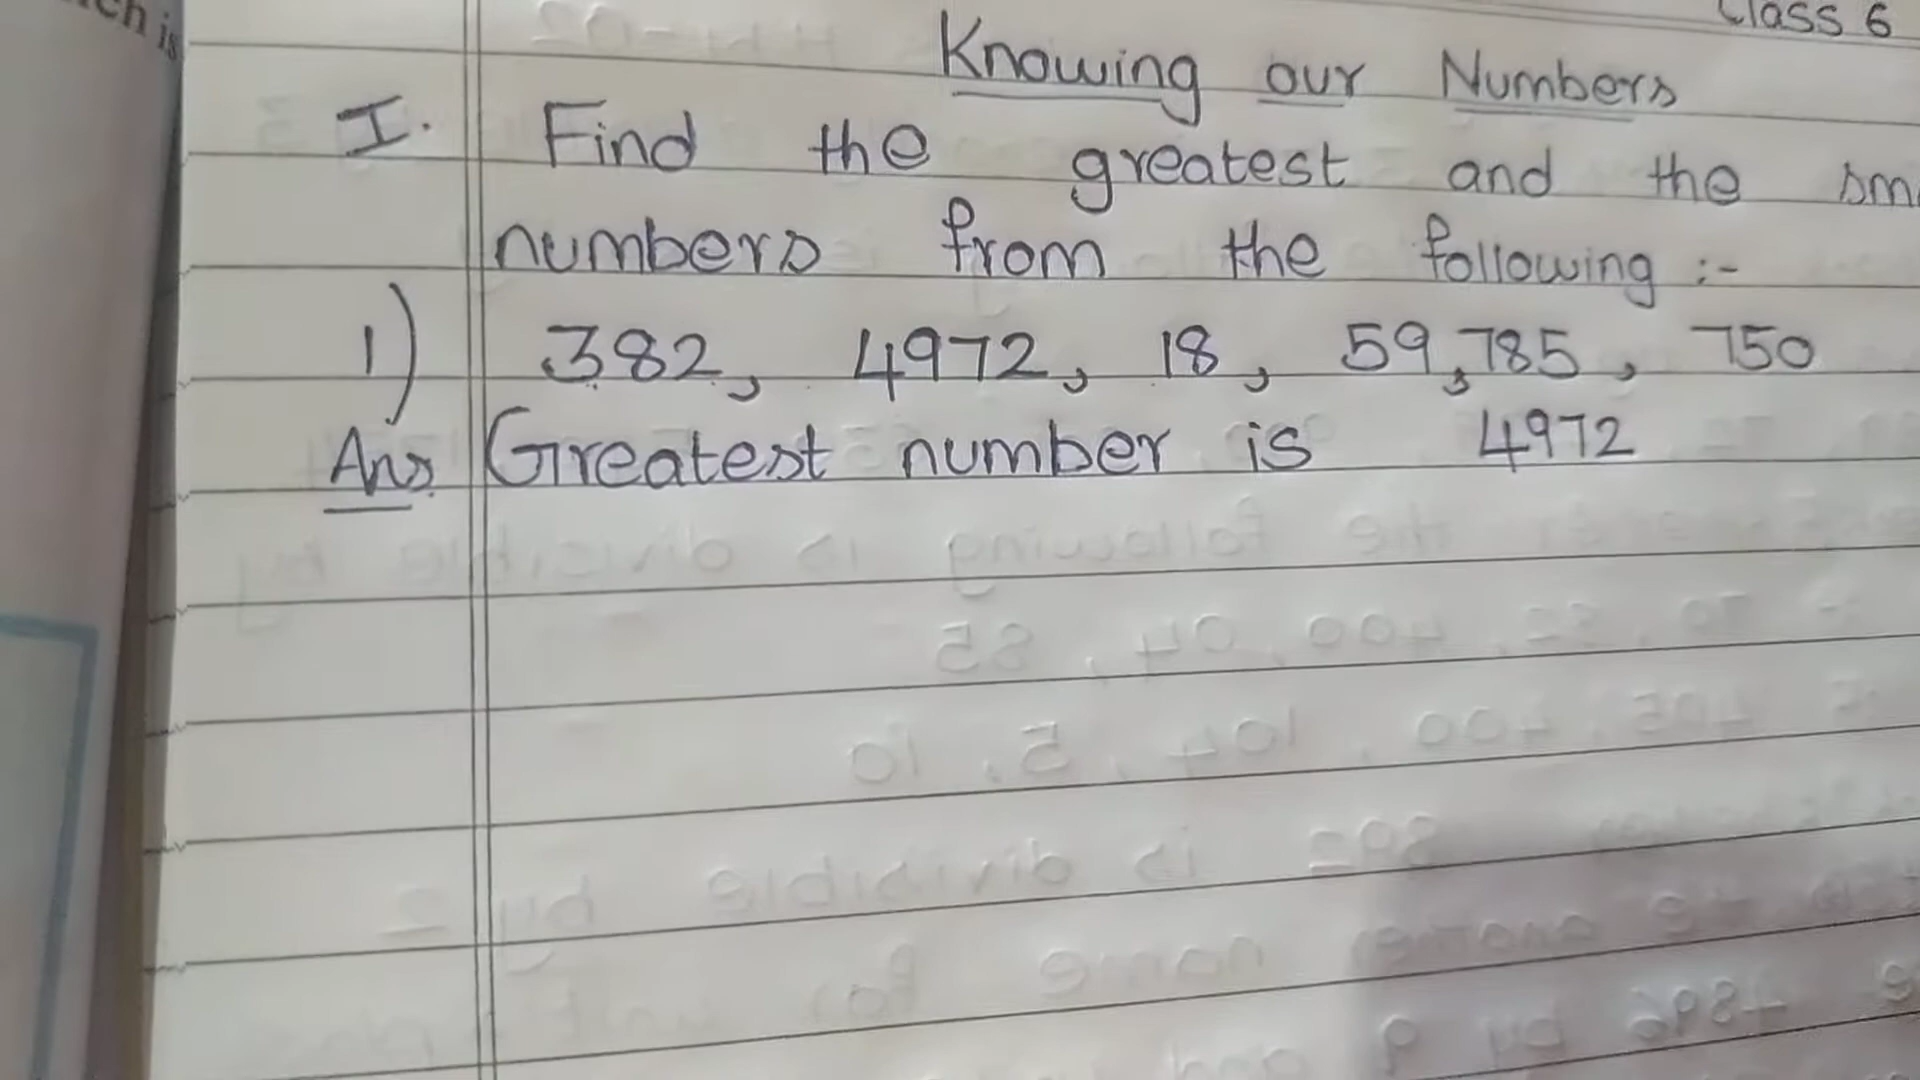 Class 6
Knowing our Numbers
I. Find the greatest and the
numbers from the following :-
1) 382, 4972, 18, 59,785, 750
Ans. Greatest number is 4972